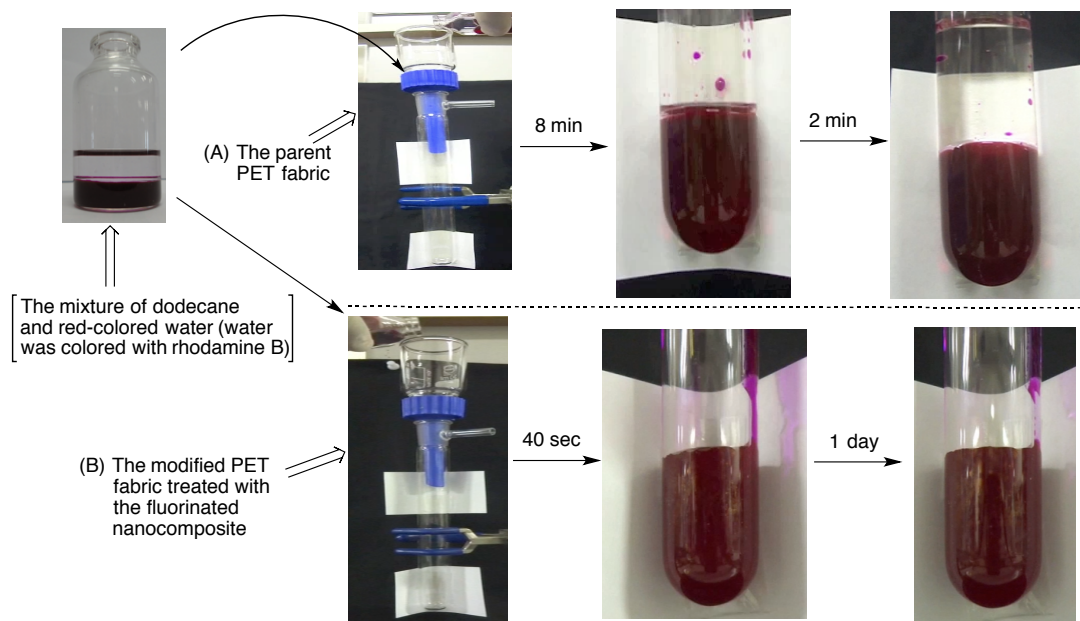 (A) The parent
PET fabric
8 min
2 min
[The mixture of dodecane
and red-colored water (water
was colored with rhodamine B)]
(B) The modified PET
fabric treated with
the fluorinated
nanocomposite
40 sec
1 day